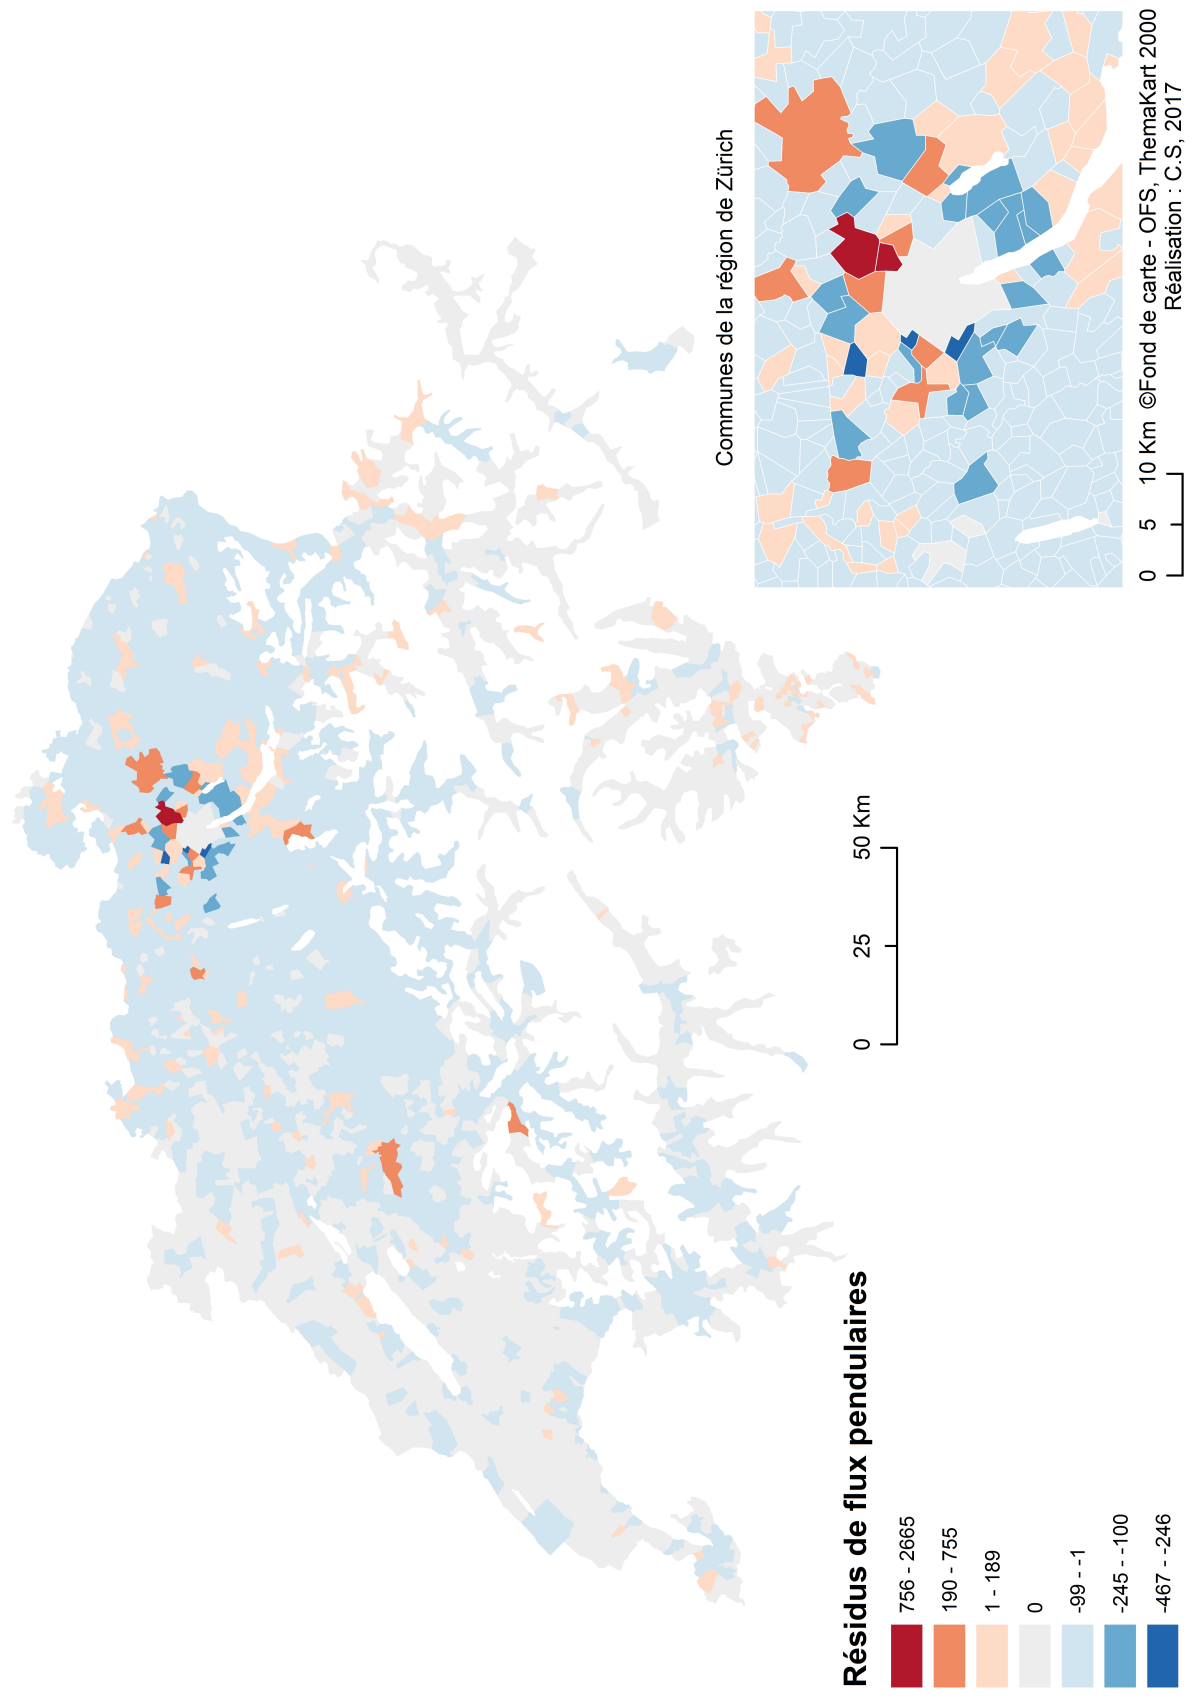 Communes de la région de Zürich
0 5 10 Km
©Fond de carte - OFS, ThemaKart 2000
Réalisation : C.S, 2017
0 25 50 Km
Résidus de flux pendulaires
756 - 2665
190 - 755
1 - 189
0
-99 - -1
-245 - -100
-467 - -246